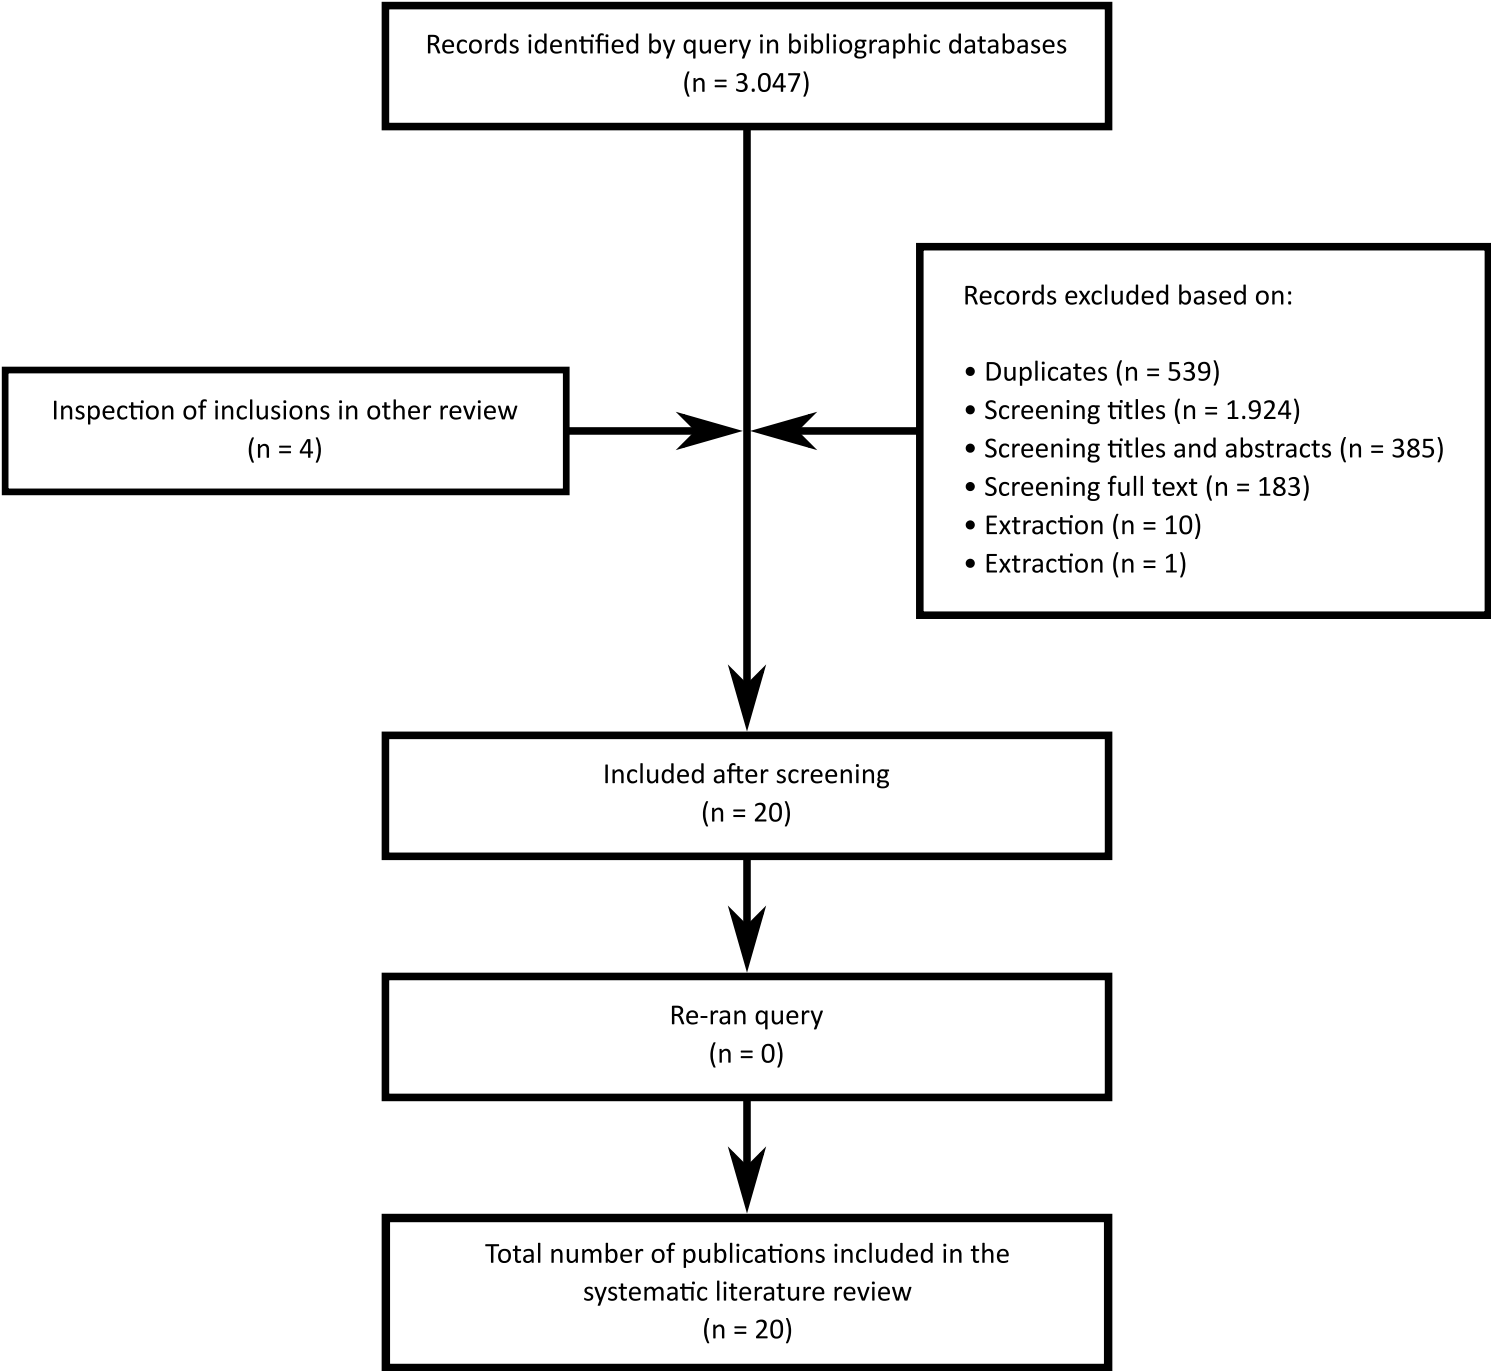 Records identified by query in bibliographic databases
(n = 3.047)
Records excluded based on:
• Duplicates (n = 539)
• Screening titles (n = 1.924)
• Screening titles and abstracts (n = 385)
• Screening full text (n = 183)
• Extraction (n = 10)
• Extraction (n = 1)
Inspection of inclusions in other review
(n = 4)
Included after screening
(n = 20)
Re-ran query
(n = 0)
Total number of publications included in the
systematic literature review
(n = 20)